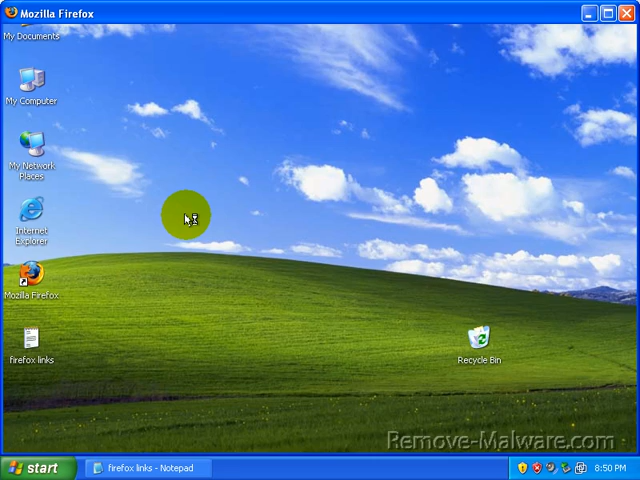 Mozilla Firefox
My Documents
My Computer
My Network
Places
Internet
Explorer
Mozilla Firefox
firefox links
Recycle Bin
Remove-Malware.com
start
firefox links - Notepad
8:50 PM